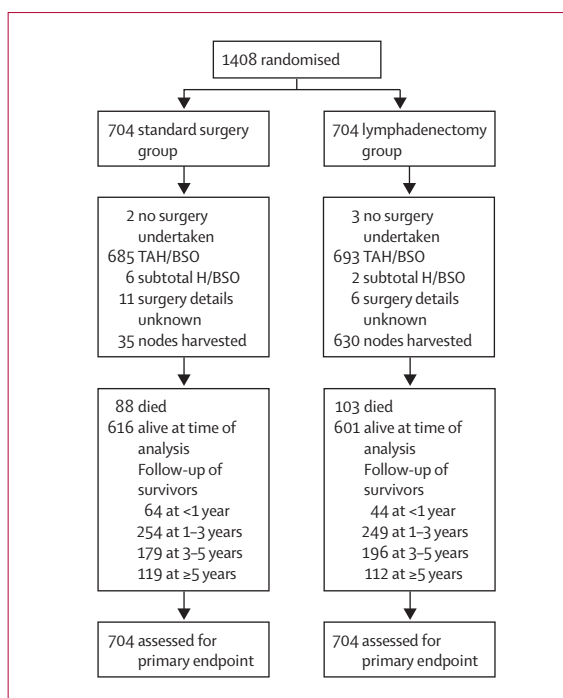 1408 randomised
704 standard surgery
group
704 lymphadenectomy
group
2 no surgery
undertaken
685 TAH/BSO
6 subtotal H/BSO
11 surgery details
unknown
35 nodes harvested
3 no surgery
undertaken
693 TAH/BSO
2 subtotal H/BSO
6 surgery details
unknown
630 nodes harvested
88 died
616 alive at time of
analysis
Follow-up of
survivors
64 at <1 year
254 at 1–3 years
179 at 3–5 years
119 at ≥5 years
103 died
601 alive at time of
analysis
Follow-up of
survivors
44 at <1 year
249 at 1–3 years
196 at 3–5 years
112 at ≥5 years
704 assessed for
primary endpoint
704 assessed for
primary endpoint